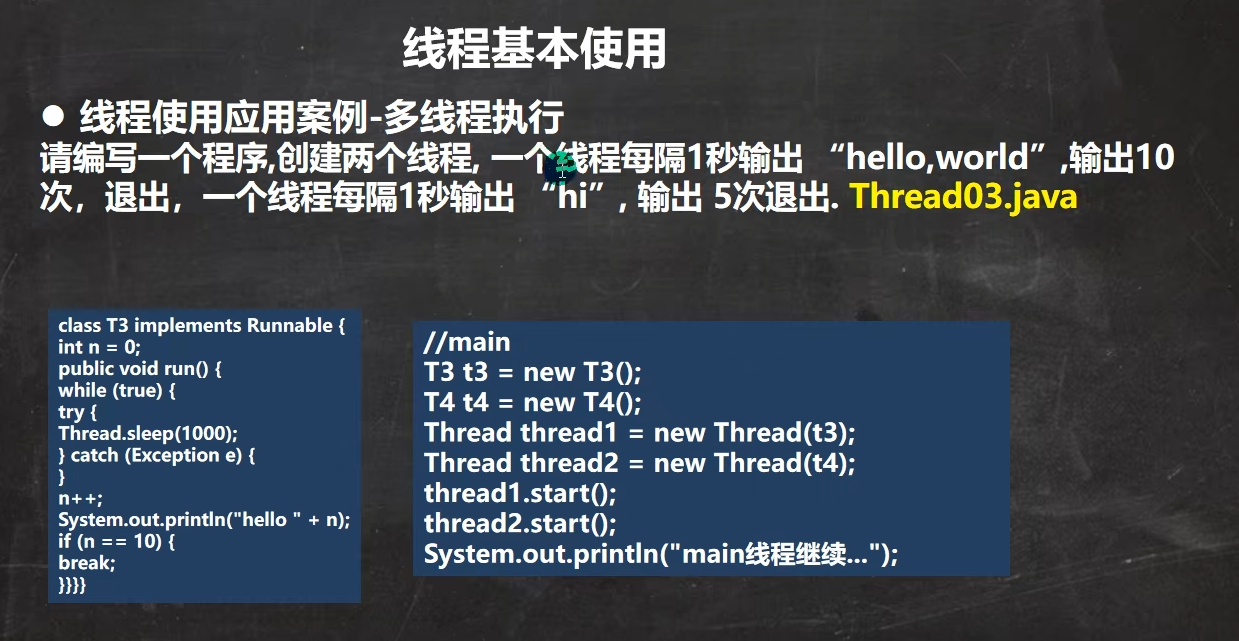 线程基本使用
● 线程使用应用案例-多线程执行
请编写一个程序,创建两个线程, 一个线程每隔1秒输出 “hello,world”,输出10
次，退出，一个线程每隔1秒输出 “hi”, 输出 5次退出. Thread03.java
class T3 implements Runnable {
int n = 0;
public void run() {
while (true) {
try {
Thread.sleep(1000);
} catch (Exception e) {
}
n++;
System.out.println("hello " + n);
if (n == 10) {
break;
}}}}
//main
T3 t3 = new T3();
T4 t4 = new T4();
Thread thread1 = new Thread(t3);
Thread thread2 = new Thread(t4);
thread1.start();
thread2.start();
System.out.println("main线程继续...");